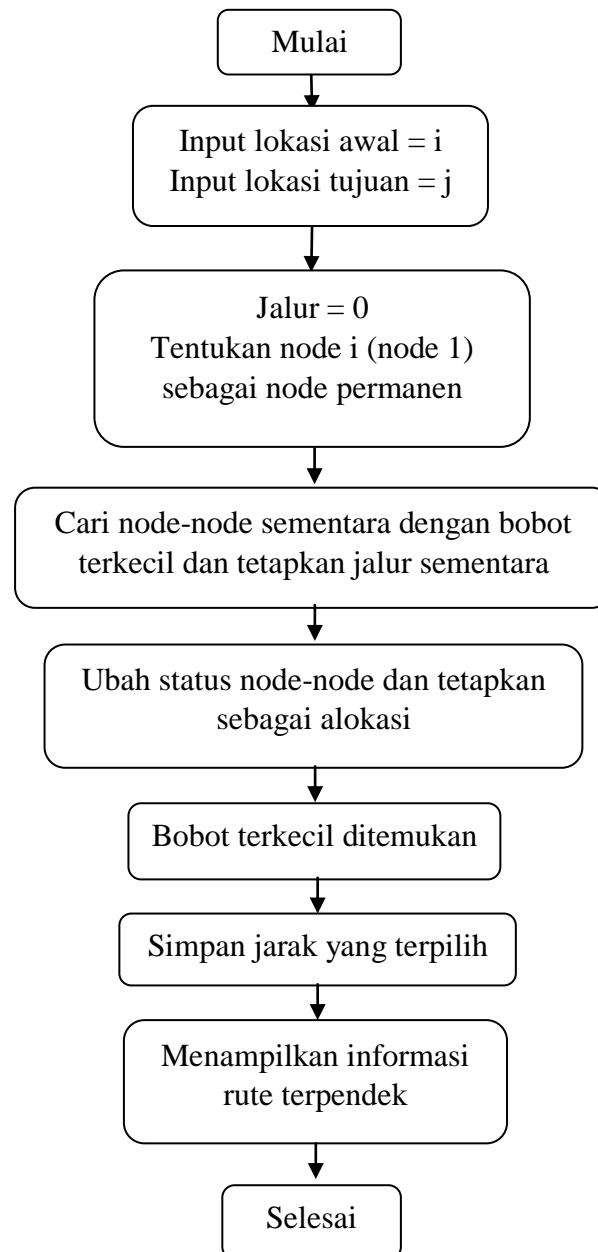 Mulai
Input lokasi awal = i
Input lokasi tujuan = j
Jalur = 0
Tentukan node i (node 1)
sebagai node permanen
Cari node-node sementara dengan bobot
terkecil dan tetapkan jalur sementara
Ubah status node-node dan tetapkan
sebagai alokasi
Bobot terkecil ditemukan
Simpan jarak yang terpilih
Menampilkan informasi
rute terpendek
Selesai